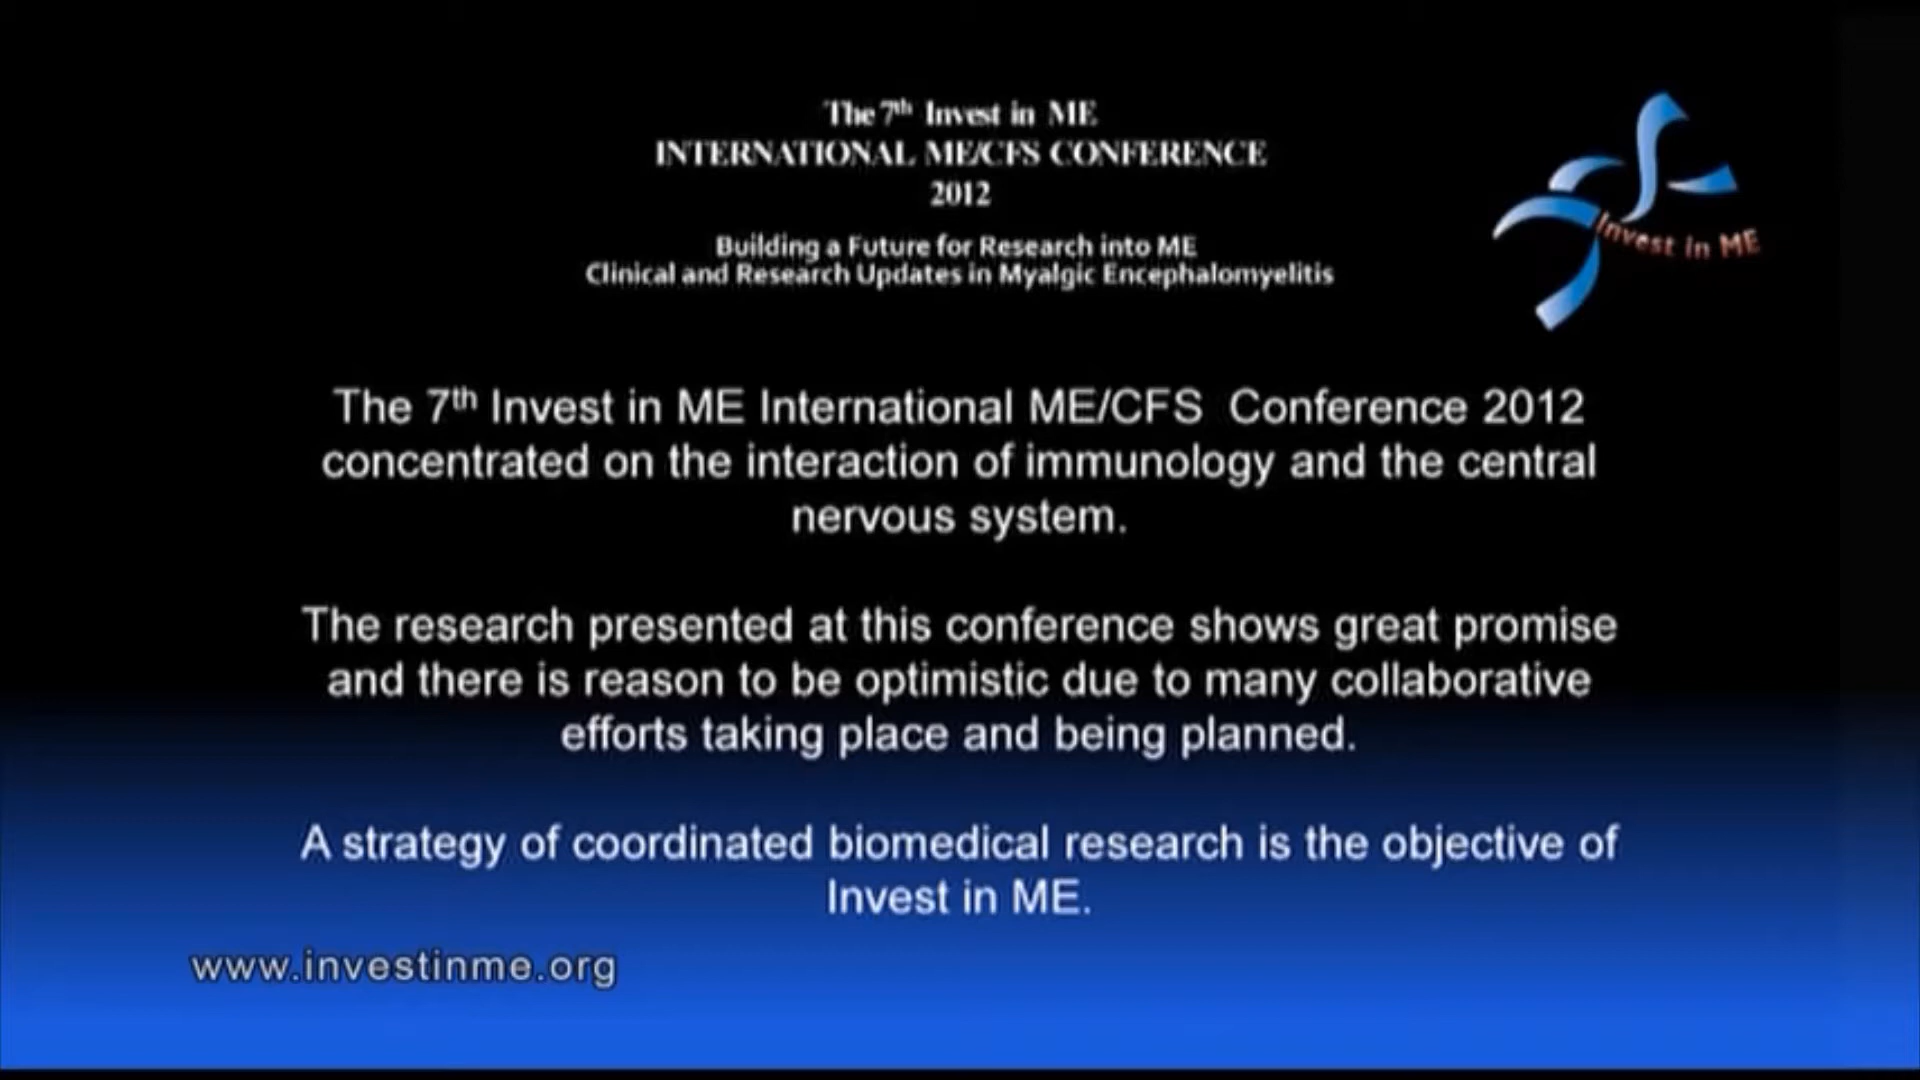 The 7th Invest in ME
INTERNATIONAL ME/CFS CONFERENCE
2012
Building a Future for Research into ME
Clinical and Research Updates in Myalgic Encephalomyelitis
Invest in ME
The 7th Invest in ME International ME/CFS Conference 2012
concentrated on the interaction of immunology and the central
nervous system.
The research presented at this conference shows great promise
and there is reason to be optimistic due to many collaborative
efforts taking place and being planned.
A strategy of coordinated biomedical research is the objective of
Invest in ME.
www.investinme.org